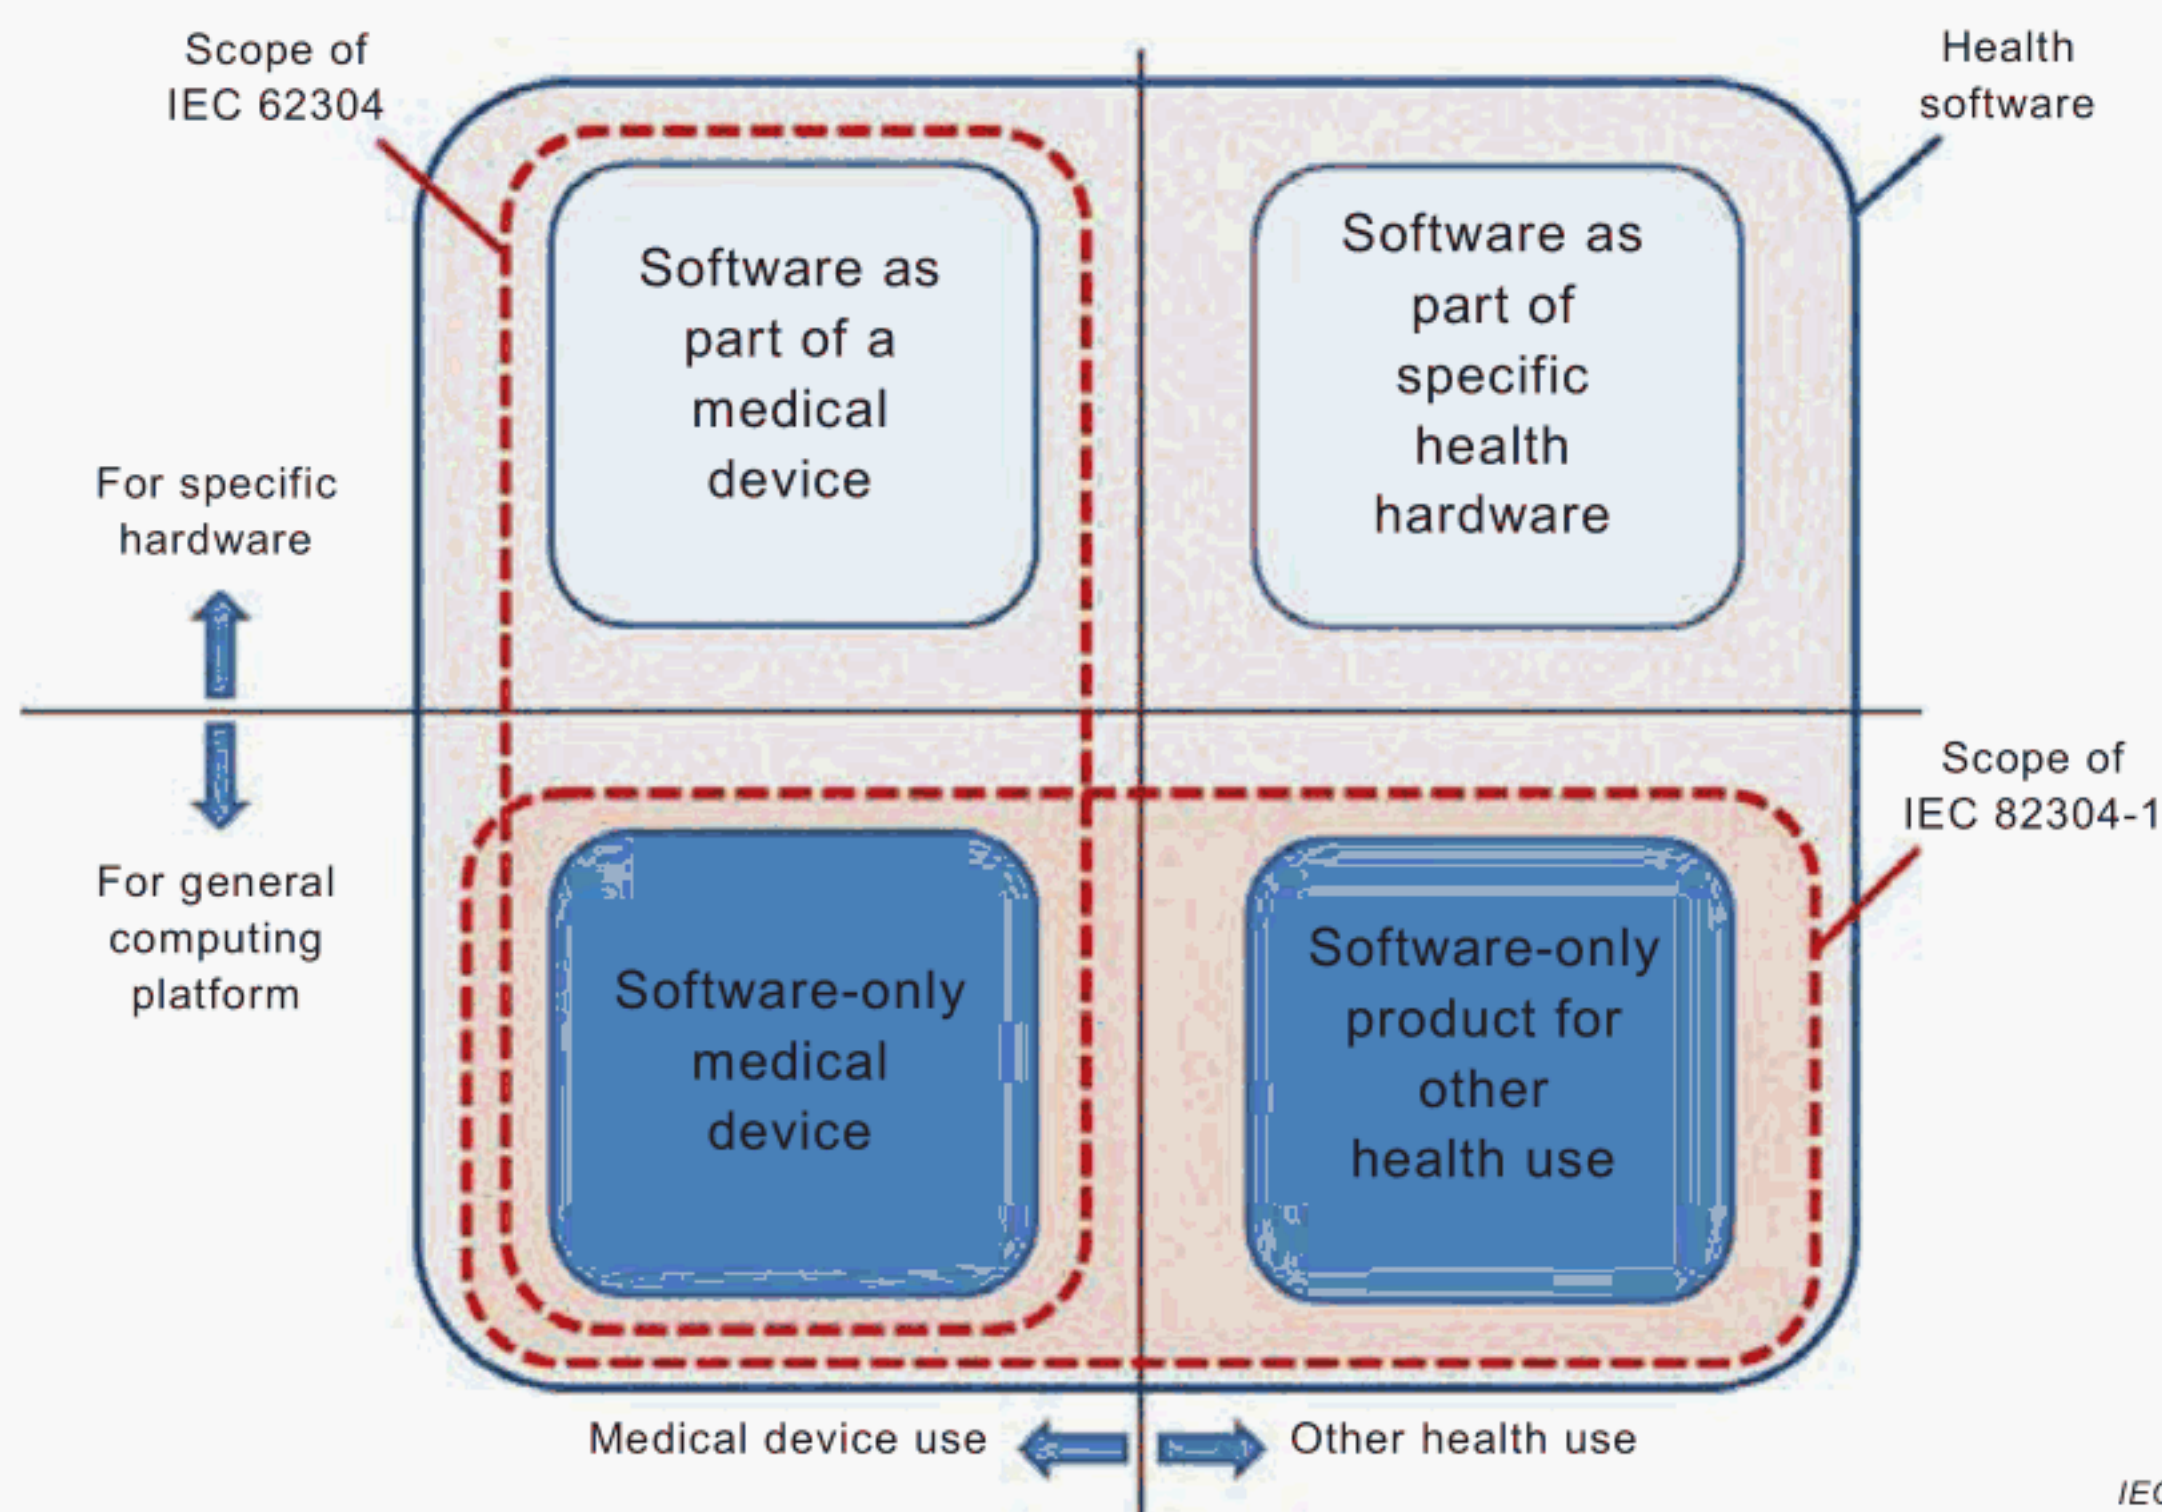 Scope of
IEC 62304
Health
software
Software as
part of a
medical
device
Software as
part of
specific
health
hardware
For specific
hardware
For general
computing
platform
Scope of
IEC 82304-1
Software-only
medical
device
Software-only
product for
other
health use
Medical device use
Other health use
IEC